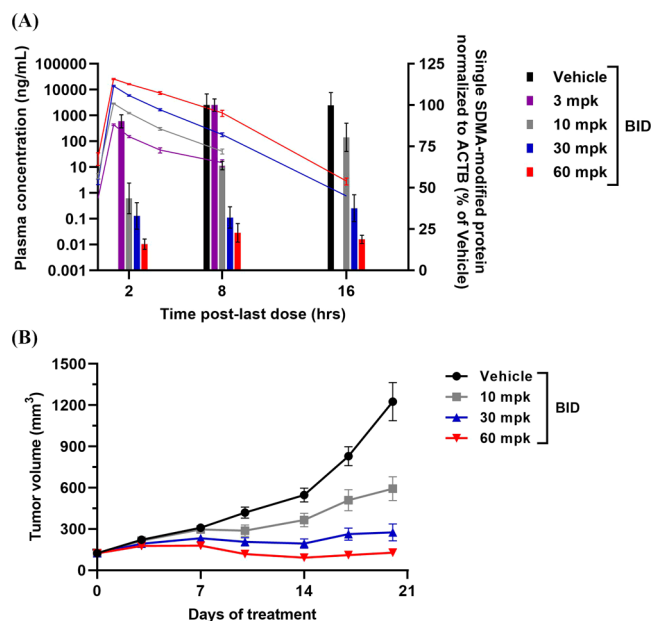 (A)
Plasma concentration (ng/mL)
100000
10000
1000
100
10
1
0.1
0.01
0.001
2
8
16
Time post-last dose (hrs)
125
100
75
50
25
0
Single SDMA-modified protein
normalized to ACTB (% of Vehicle)
Vehicle
3 mpk
10 mpk
30 mpk
60 mpk
BID
(B)
Tumor volume (mm³)
1500
1200
900
600
300
0
0
7
14
21
Days of treatment
Vehicle
10 mpk
30 mpk
60 mpk
BID